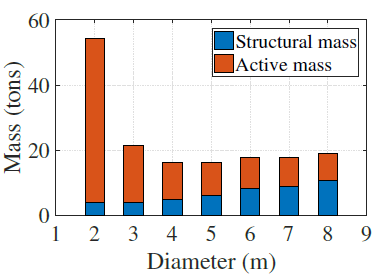 60
Structural mass
Active mass
40
20
0
Mass (tons)
1 2 3 4 5 6 7 8 9
Diameter (m)